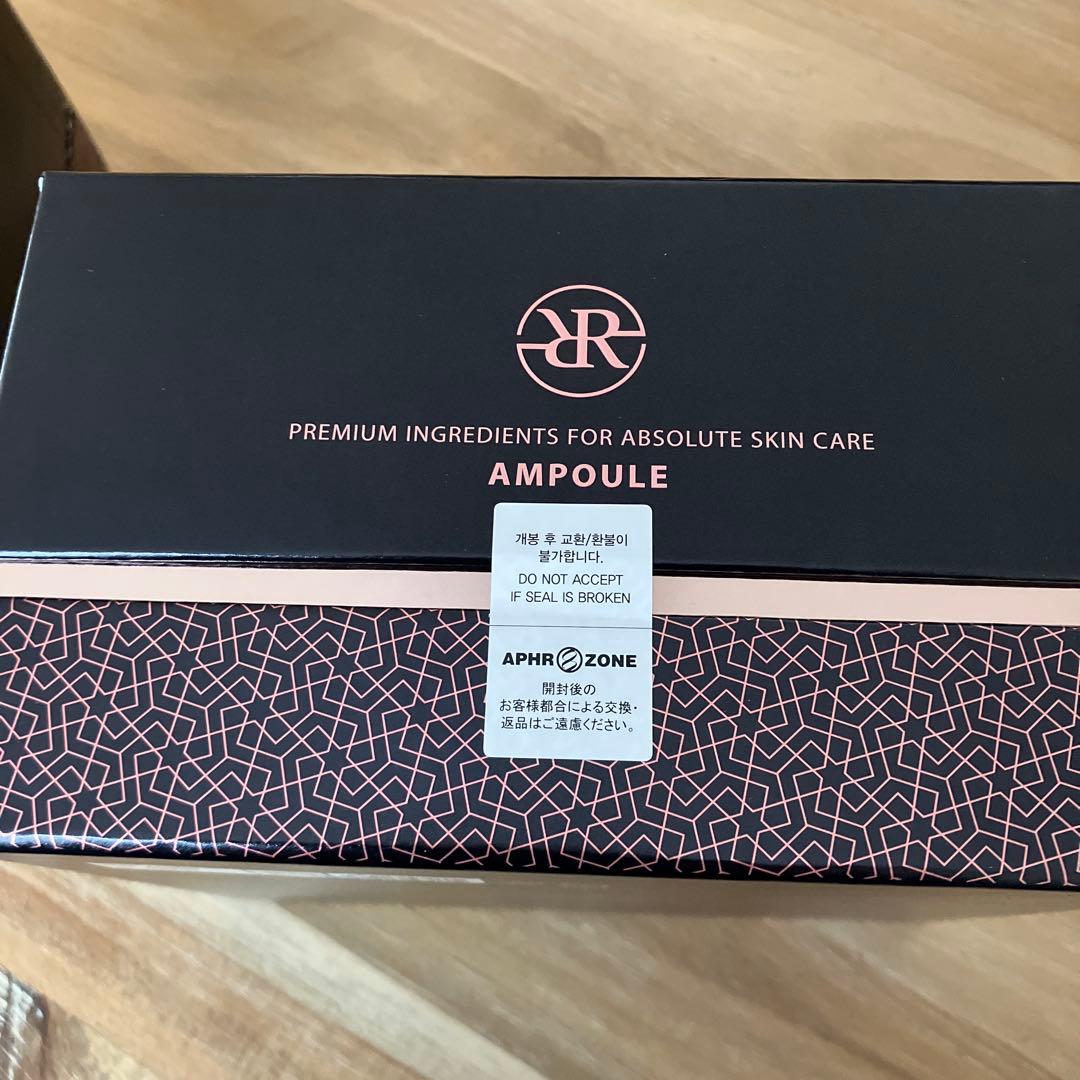 RR
PREMIUM INGREDIENTS FOR ABSOLUTE SKIN CARE
AMPOULE
개봉 후 교환/환불이
불가합니다.
DO NOT ACCEPT
IF SEAL IS BROKEN
APHROZONE
開封後の
お客様都合による交換・
返品はご遠慮ください。